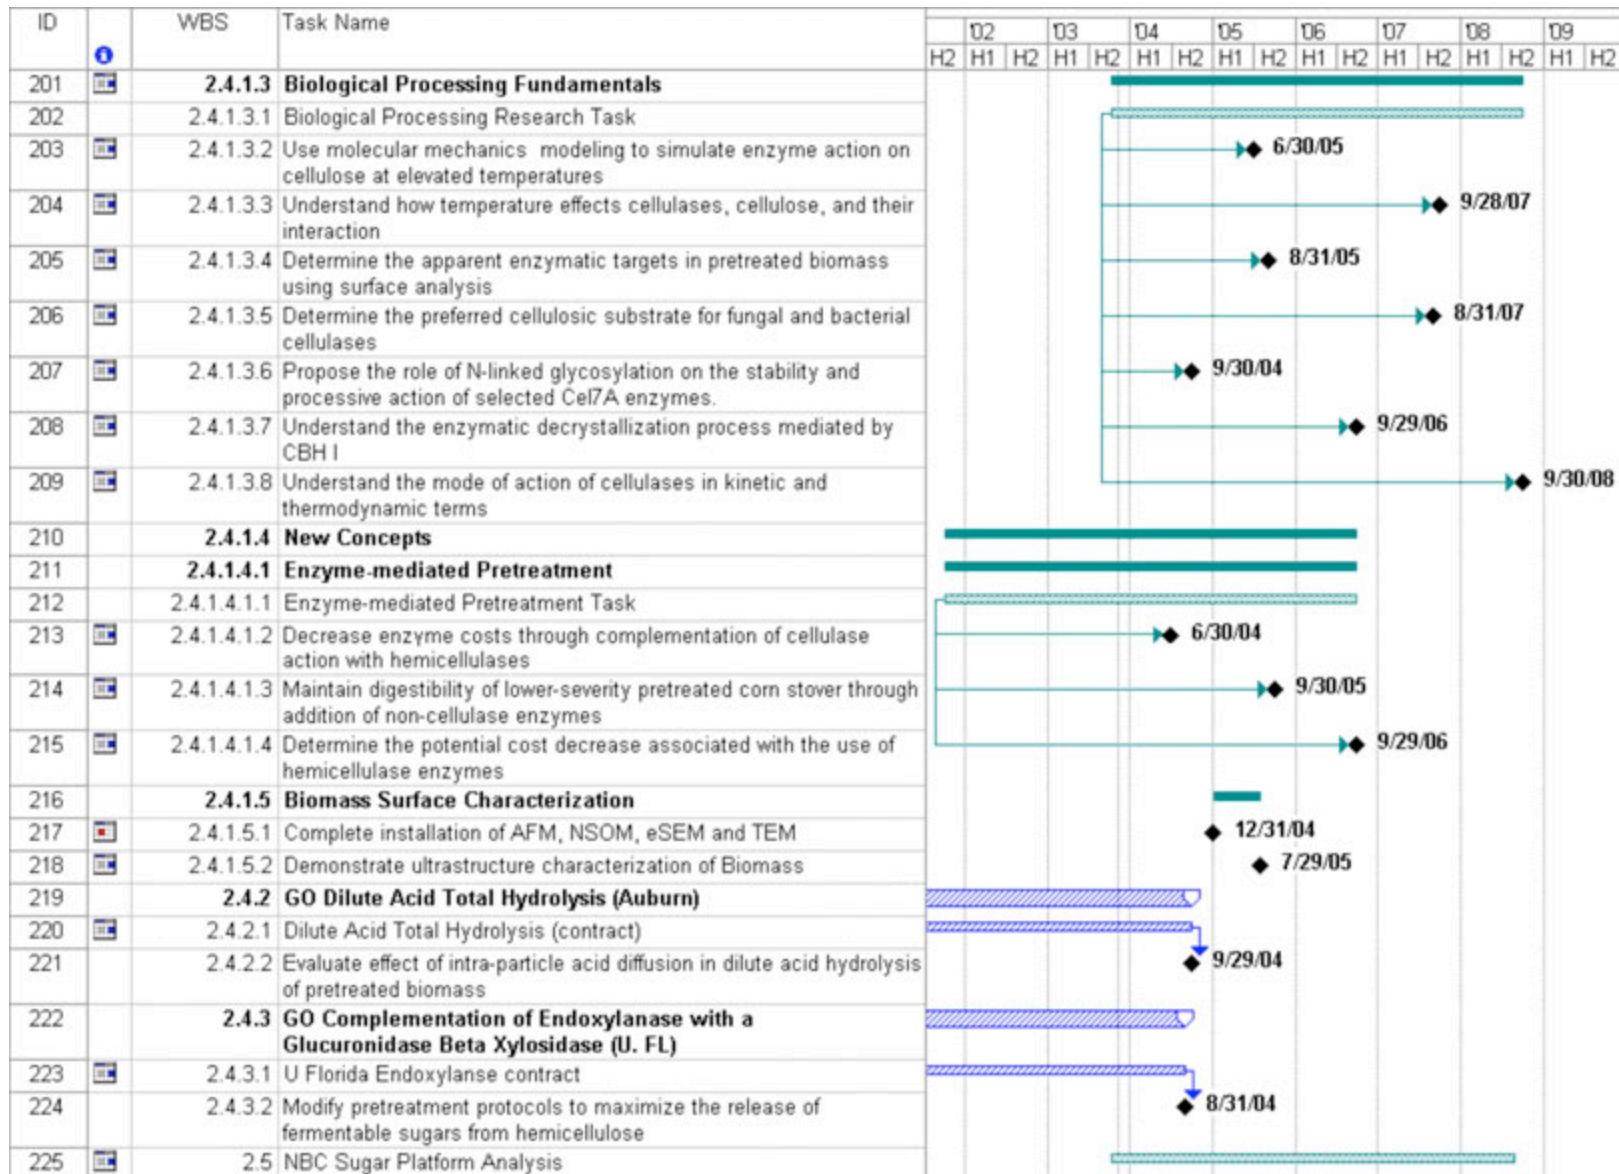 ID WBS Task Name '02 '03 '04 '05 '06 '07 '08 '09
H2 H1 H2 H1 H2 H1 H2 H1 H2 H1 H2 H1 H2 H1 H2 H1 H2
201 2.4.1.3 Biological Processing Fundamentals
202 2.4.1.3.1 Biological Processing Research Task
203 2.4.1.3.2 Use molecular mechanics modeling to simulate enzyme action on 6/30/05
cellulose at elevated temperatures
204 2.4.1.3.3 Understand how temperature effects cellulases, cellulose, and their 9/28/07
interaction
205 2.4.1.3.4 Determine the apparent enzymatic targets in pretreated biomass 8/31/05
using surface analysis
206 2.4.1.3.5 Determine the preferred cellulosic substrate for fungal and bacterial 8/31/07
cellulases
207 2.4.1.3.6 Propose the role of N-linked glycosylation on the stability and 9/30/04
processive action of selected Cel7A enzymes.
208 2.4.1.3.7 Understand the enzymatic decrystallization process mediated by 9/29/06
CBH I
209 2.4.1.3.8 Understand the mode of action of cellulases in kinetic and 9/30/08
thermodynamic terms
210 2.4.1.4 New Concepts
211 2.4.1.4.1 Enzyme-mediated Pretreatment
212 2.4.1.4.1.1 Enzyme-mediated Pretreatment Task
213 2.4.1.4.1.2 Decrease enzyme costs through complementation of cellulase 6/30/04
action with hemicellulases
214 2.4.1.4.1.3 Maintain digestibility of lower-severity pretreated corn stover through 9/30/05
addition of non-cellulase enzymes
215 2.4.1.4.1.4 Determine the potential cost decrease associated with the use of 9/29/06
hemicellulase enzymes
216 2.4.1.5 Biomass Surface Characterization
217 2.4.1.5.1 Complete installation of AFM, NSOM, eSEM and TEM 12/31/04
218 2.4.1.5.2 Demonstrate ultrastructure characterization of Biomass 7/29/05
219 2.4.2 GO Dilute Acid Total Hydrolysis (Auburn)
220 2.4.2.1 Dilute Acid Total Hydrolysis (contract)
221 2.4.2.2 Evaluate effect of intra-particle acid diffusion in dilute acid hydrolysis 9/29/04
of pretreated biomass
222 2.4.3 GO Complementation of Endoxylanase with a
Glucuronidase Beta Xylosidase (U. FL)
223 2.4.3.1 U Florida Endoxylanse contract
224 2.4.3.2 Modify pretreatment protocols to maximize the release of 8/31/04
fermentable sugars from hemicellulose
225 2.5 NBC Sugar Platform Analysis